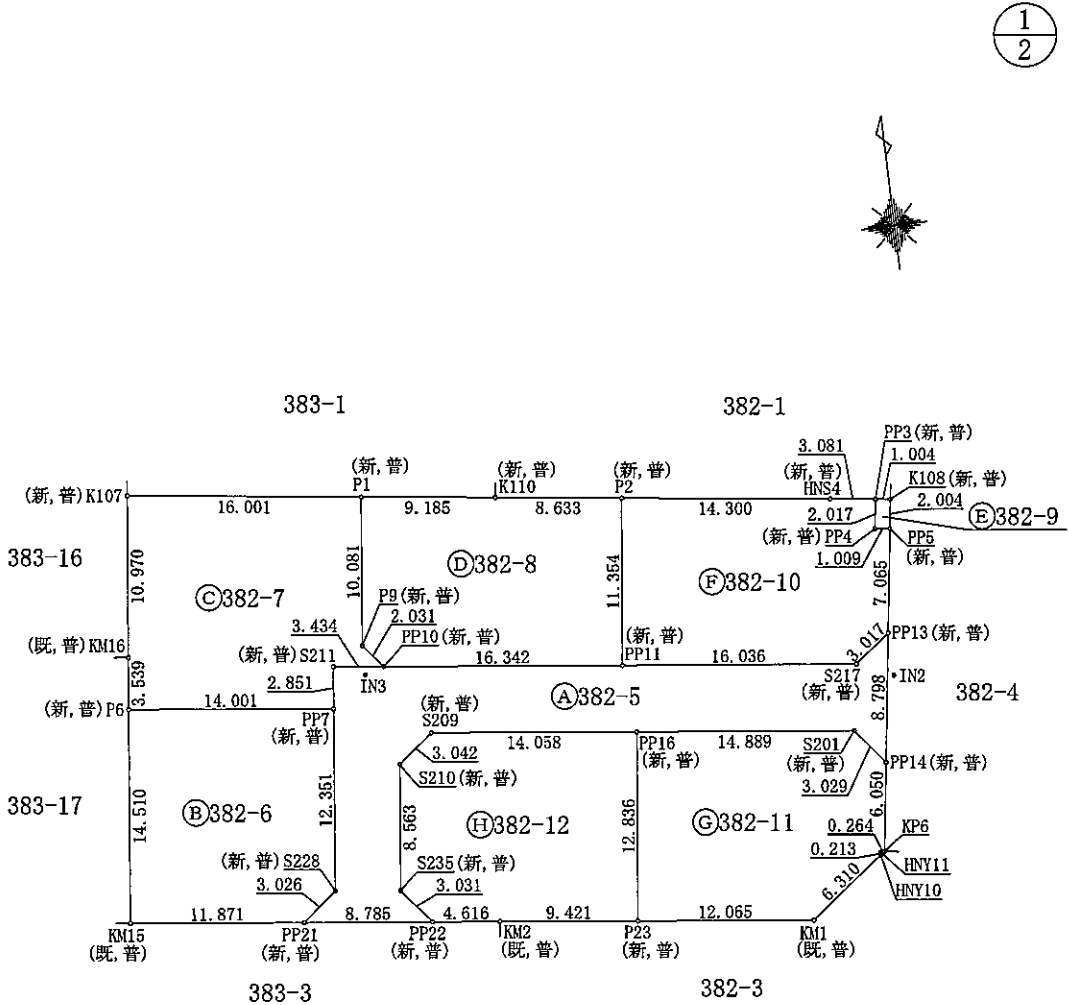 1
2
383-1
382-1
3.081
PP3(新,普)
1.004
(新,普)K107
(新,普)
P1
(新,普)
K110
(新,普)
P2
(新,普)
HNS4
K108(新,普)
16.001
9.185
8.633
14.300
2.017
2.004
Ⓔ382-9
(新,普)PP4
PP5
(新,普)
1.009
383-16
10.970
10.081
Ⓓ382-8
11.354
Ⓕ382-10
7.065
Ⓒ382-7
P9(新,普)
2.031
3.434
PP10(新,普)
3.017
PP13(新,普)
(既,普)KM16
(新,普)
S211
16.342
(新,普)
PP11
16.036
S217
(新,普)
IN3
IN2
2.851
3.539
(新,普)P6
14.001
PP7
(新,普)
Ⓐ382-5
8.798
382-4
(新,普)
S209
14.058
PP16
(新,普)
14.889
S201
(新,普)
3.042
S210(新,普)
PP14(新,普)
3.029
383-17
14.510
Ⓑ382-6
12.351
8.563
Ⓗ382-12
12.836
Ⓖ382-11
6.050
0.264
KP6
0.213
HNY11
HNY10
(新,普)S228
3.026
S235(新,普)
3.031
6.310
11.871
8.785
4.616
9.421
12.065
KM15
(既,普)
PP21
(新,普)
PP22
(新,普)
KM2
(既,普)
P23
(新,普)
KM1
(既,普)
383-3
382-3